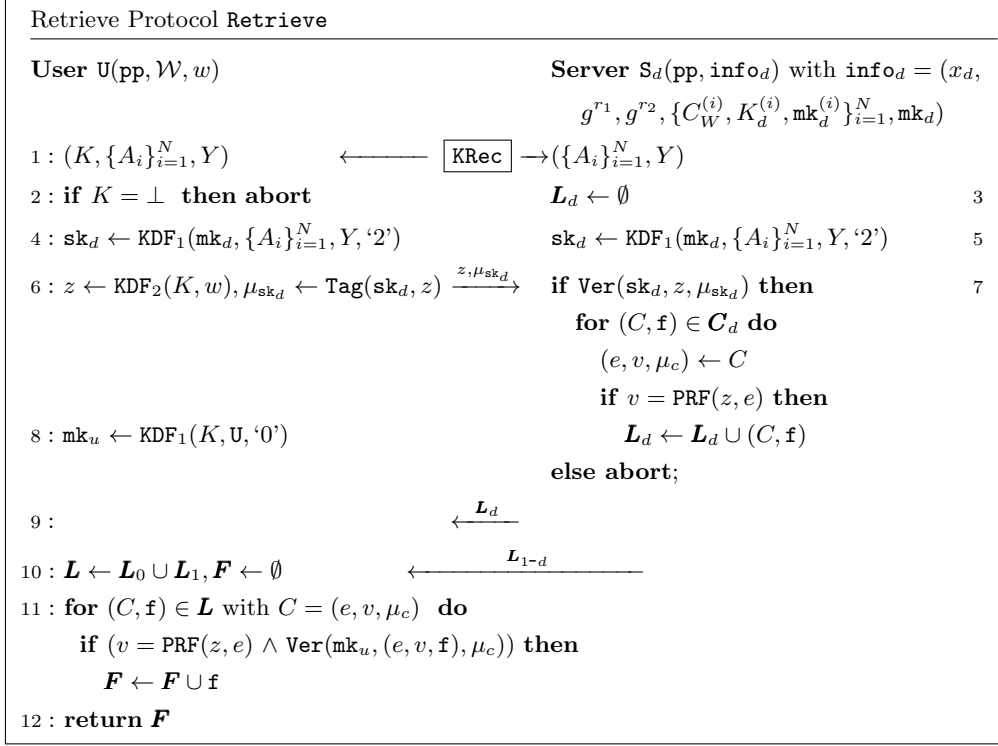 Retrieve Protocol Retrieve
User U(pp, 𝒲, w) Server S_d(pp, info_d) with info_d = (x_d,
g^{r_1}, g^{r_2}, {C_W^{(i)}, K_d^{(i)}, mk_d^{(i)}}_{i=1}^N, mk_d)
1 : (K, {A_i}_{i=1}^N, Y) ← KRec → ({A_i}_{i=1}^N, Y)
2 : if K = ⊥ then abort L_d ← ∅ 3
4 : sk_d ← KDF_1(mk_d, {A_i}_{i=1}^N, Y, ‘2’) sk_d ← KDF_1(mk_d, {A_i}_{i=1}^N, Y, ‘2’) 5
6 : z ← KDF_2(K, w), μ_{sk_d} ← Tag(sk_d, z) z, μ_{sk_d} → if Ver(sk_d, z, μ_{sk_d}) then 7
for (C, f) ∈ C_d do
(e, v, μ_c) ← C
if v = PRF(z, e) then
8 : mk_u ← KDF_1(K, U, ‘0’) L_d ← L_d ∪ (C, f)
else abort;
9 : ← L_d
10 : L ← L_0 ∪ L_1, F ← ∅ ← L_{1-d}
11 : for (C, f) ∈ L with C = (e, v, μ_c) do
if (v = PRF(z, e) ∧ Ver(mk_u, (e, v, f), μ_c)) then
F ← F ∪ f
12 : return F